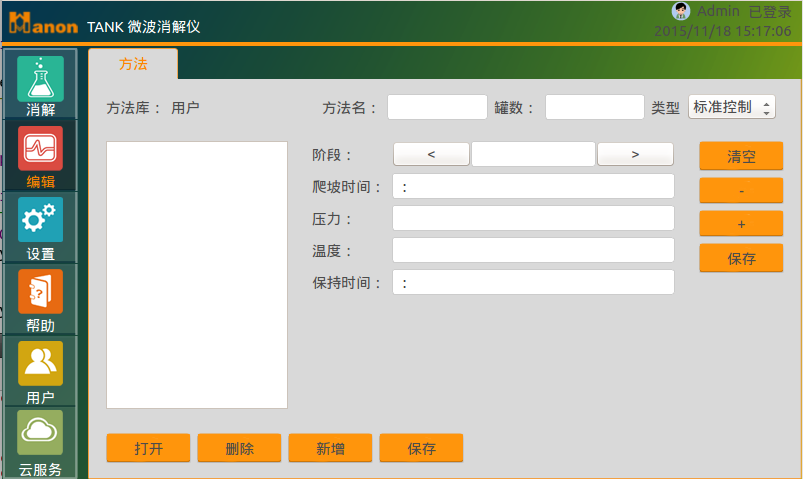 Hanon TANK 微波消解仪
Admin 已登录
2015/11/18 15:17:06
消解
编辑
设置
帮助
用户
云服务
方法
方法库： 用户
方法名：
罐数：
类型 标准控制
阶段： < >
爬坡时间： :
压力：
温度：
保持时间： :
清空
-
+
保存
打开 删除 新增 保存